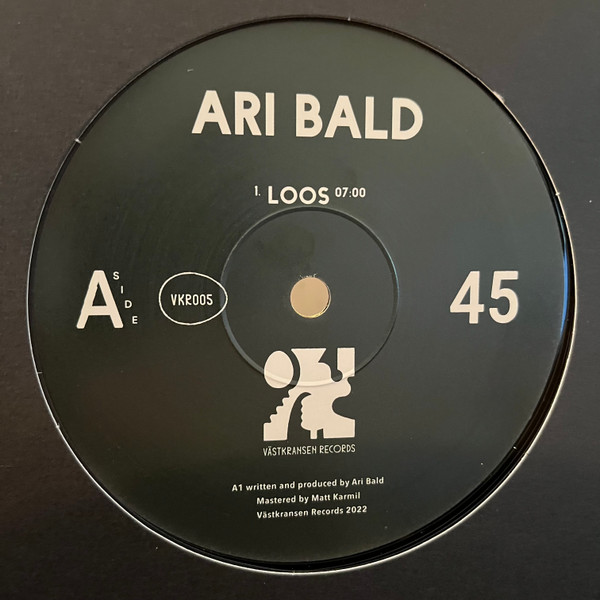 ARI BALD
1. LOOS 07:00
A SIDE
VKR005
45
VÄSTKRANSEN RECORDS
A1 written and produced by Ari Bald
Mastered by Matt Karmil
Västkransen Records 2022